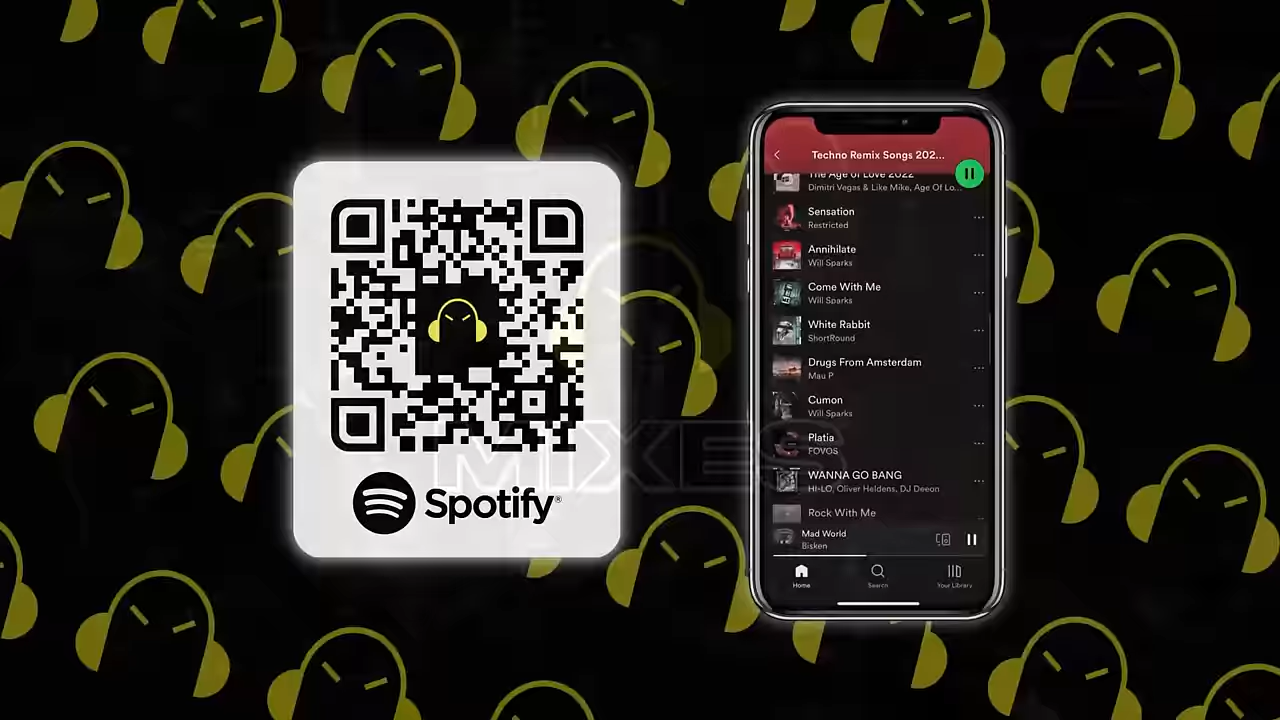 Spotify®
MIXES
Techno Remix Songs 202...
The Age of Love 2022
Dimitri Vegas & Like Mike, Age Of Lo...
Sensation
Restricted
Annihilate
Will Sparks
Come With Me
Will Sparks
White Rabbit
ShortRound
Drugs From Amsterdam
Mau P
Cumon
Will Sparks
Platia
FOVOS
WANNA GO BANG
HI-LO, Oliver Heldens, DJ Deeon
Rock With Me
Mad World
Bisken
Home
Search
Your Library